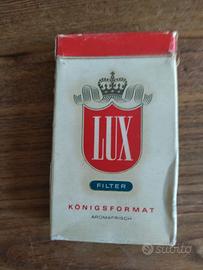 LUX
FILTER
KÖNIGSFORMAT
AROMAFRISCH
subito